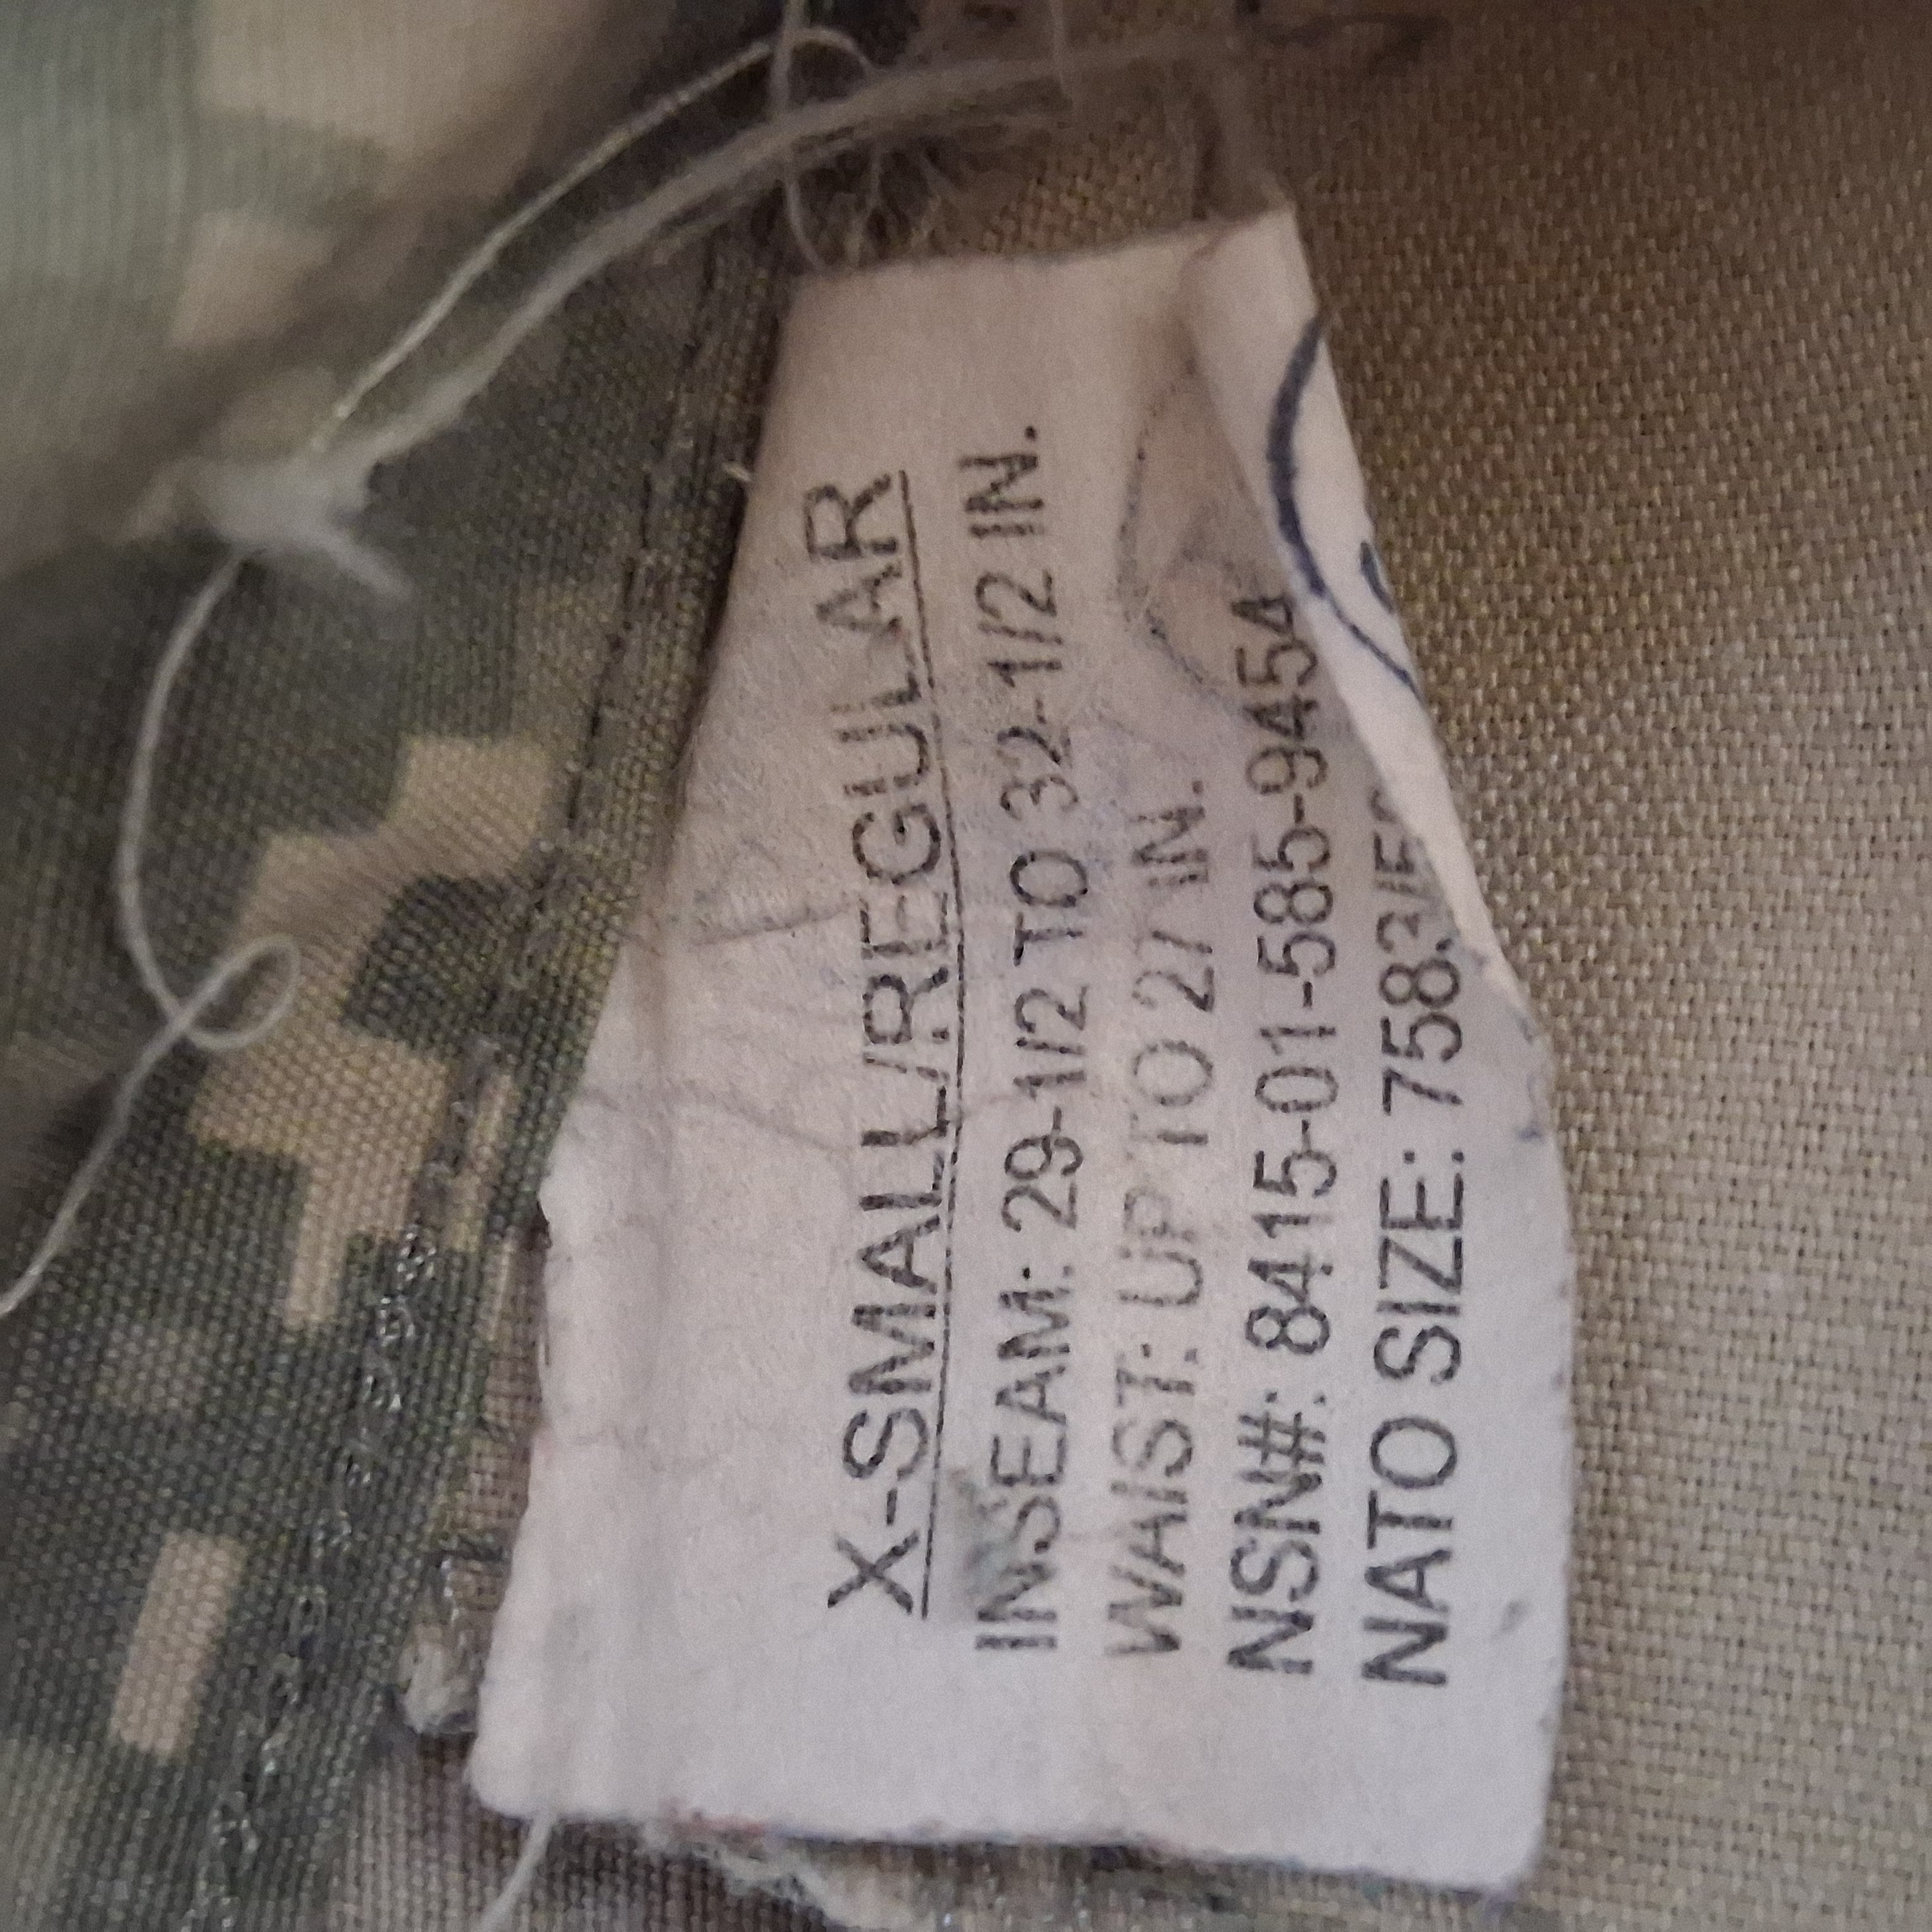 X-SMALL/REGULAR
INSEAM: 29-1/2 TO 32-1/2 IN.
WAIST: UP TO 27 IN.
NSN#: 8415-01-585-9454
NATO SIZE: